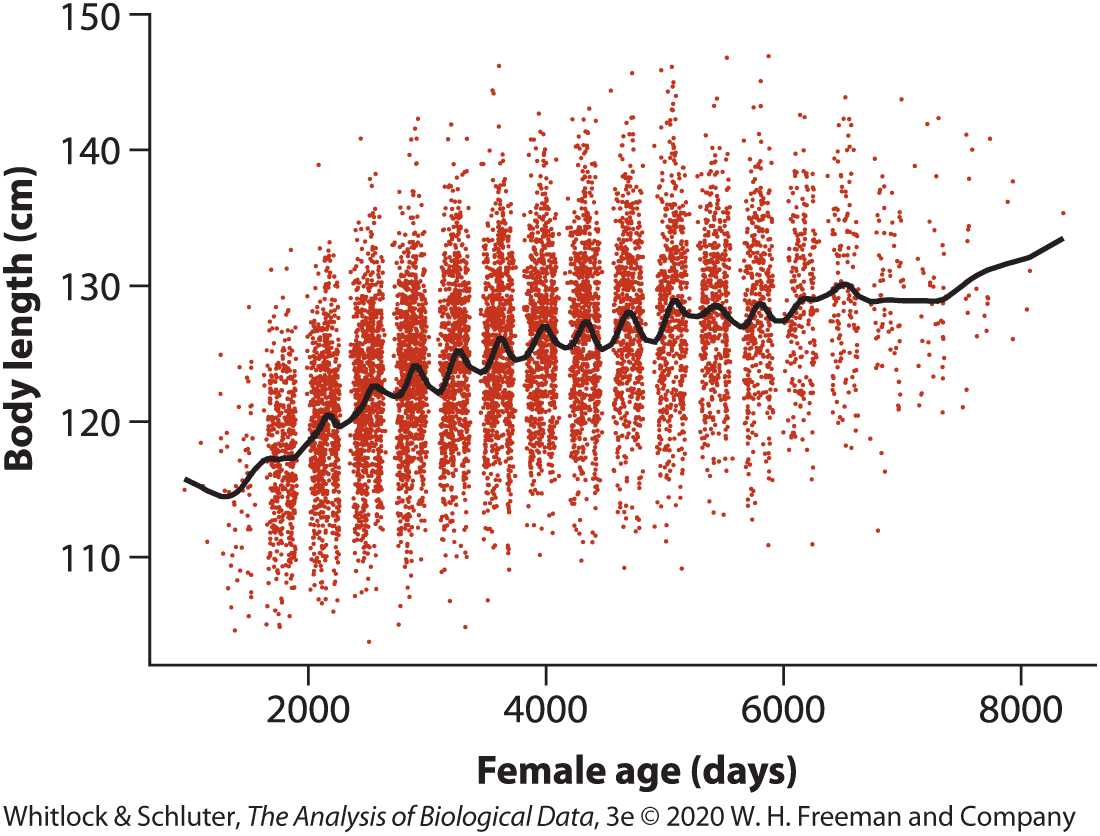 150
140
130
120
110
Body length (cm)
2000 4000 6000 8000
Female age (days)
Whitlock & Schluter, The Analysis of Biological Data, 3e © 2020 W. H. Freeman and Company